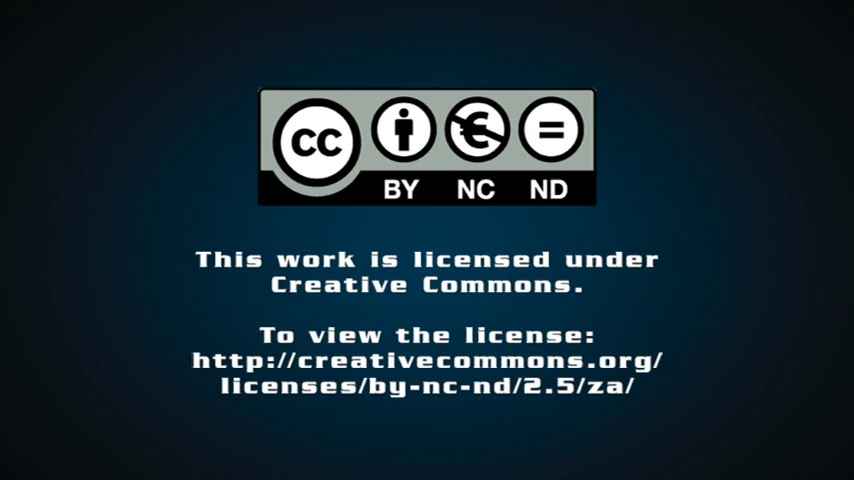 CC
BY NC ND
This work is licensed under
Creative Commons.
To view the license:
http://creativecommons.org/
licenses/by-nc-nd/2.5/za/